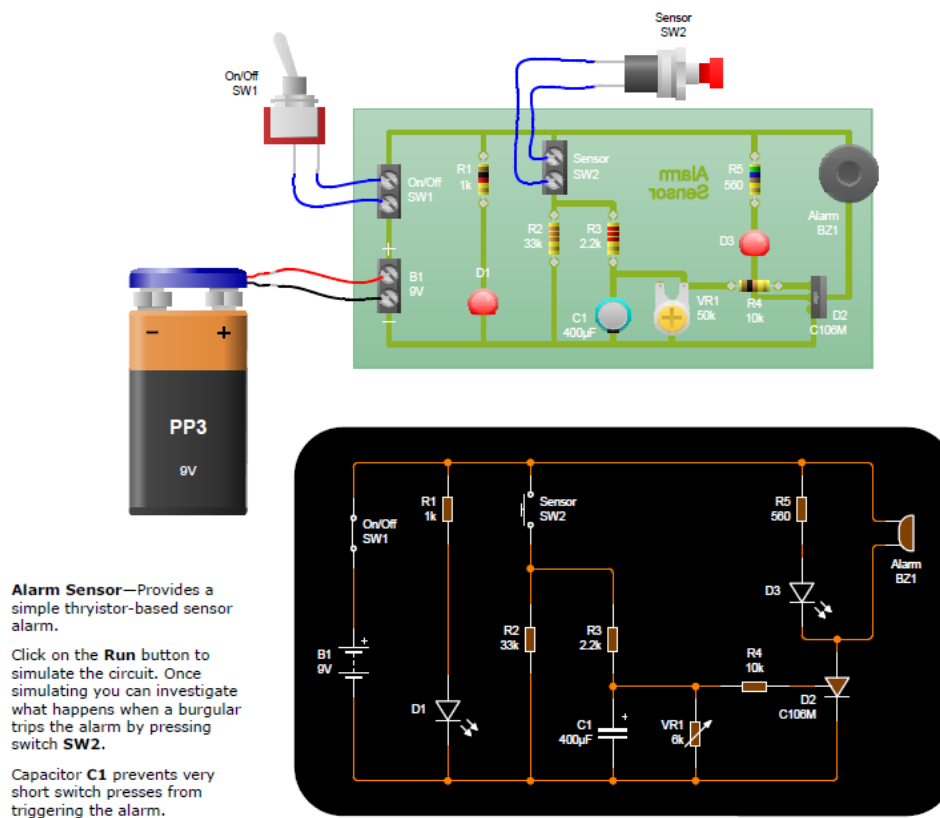 Sensor
SW2
On/Off
SW1
On/Off
SW1
R1
1k
Sensor
SW2
Alarm
Sensor
R5
560
Alarm
BZ1
R2
33k
R3
2.2k
D3
+
B1
9V
−
D1
C1
400µF
VR1
50k
R4
10k
D2
C106M
− +
PP3
9V
R1
1k
Sensor
SW2
R5
560
On/Off
SW1
Alarm
BZ1
D3
B1
9V
+
R2
33k
R3
2.2k
R4
10k
D2
C106M
D1
C1
400µF
+
VR1
6k
Alarm Sensor—Provides a
simple thryistor-based sensor
alarm.
Click on the Run button to
simulate the circuit. Once
simulating you can investigate
what happens when a burgular
trips the alarm by pressing
switch SW2.
Capacitor C1 prevents very
short switch presses from
triggering the alarm.